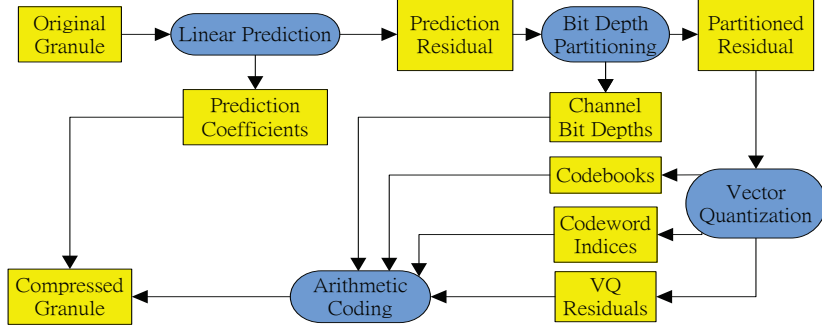 Original
Granule
Linear Prediction
Prediction
Residual
Bit Depth
Partitioning
Partitioned
Residual
Prediction
Coefficients
Channel
Bit Depths
Codebooks
Vector
Quantization
Codeword
Indices
Compressed
Granule
Arithmetic
Coding
VQ
Residuals